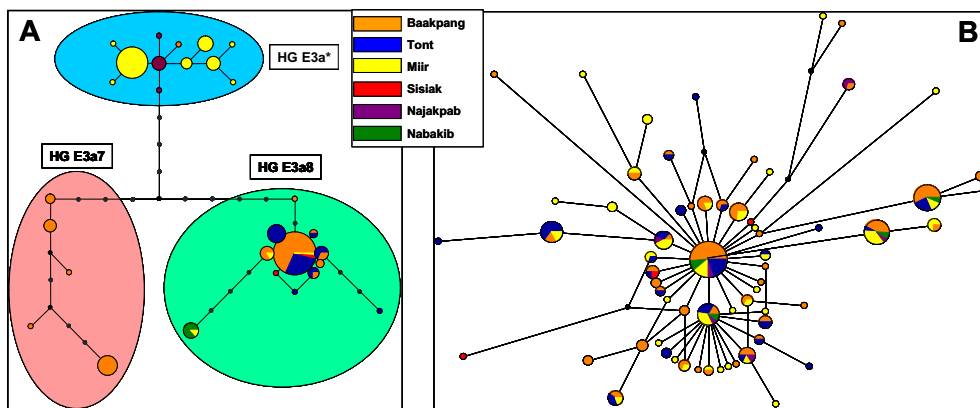 A
HG E3a*
Baakpang
Tont
Miir
Sisiak
Najakpab
Nabakib
B
HG E3a7
HG E3a8